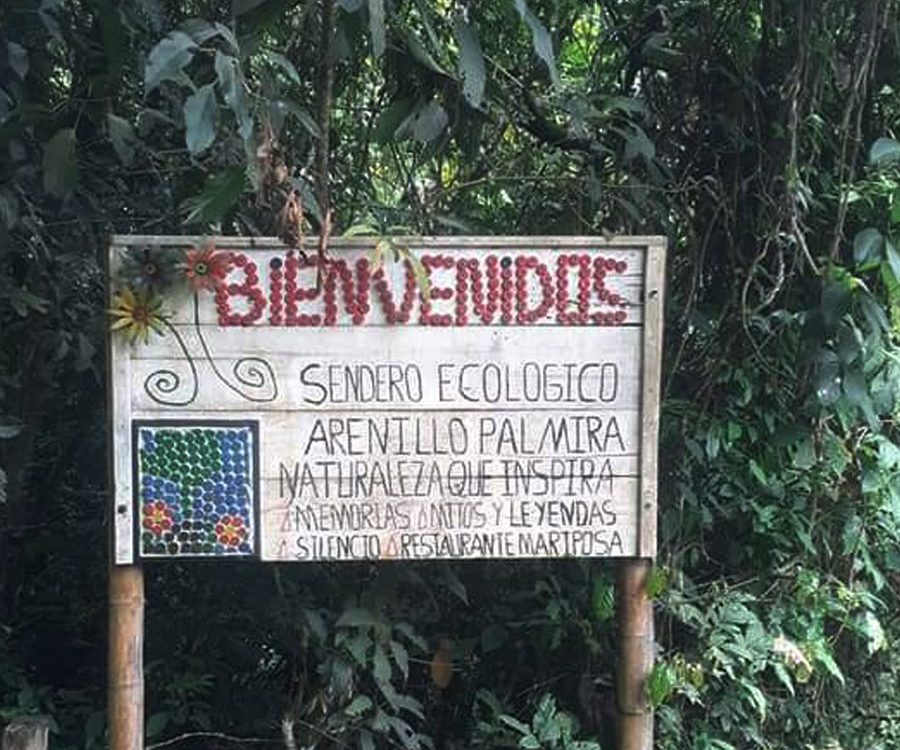 BiENVENIDOS
SENDERO ECOLOGICO
ARENILLO PALMIRA
NATURALEZA QUE INSPIRA
MEMORIAS MITOS Y LEYENDAS
SILENCIO RESTAURANTE MARIPOSA